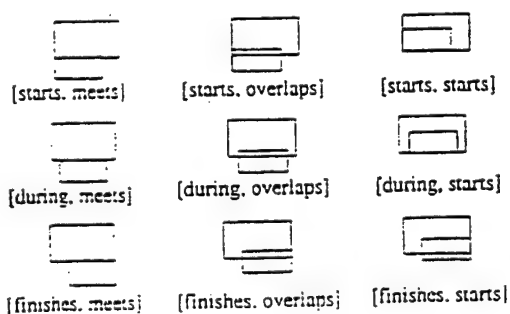 [starts, meets] [starts, overlaps] [starts, starts]
[during, meets] [during, overlaps] [during, starts]
[finishes, meets] [finishes, overlaps] [finishes, starts]